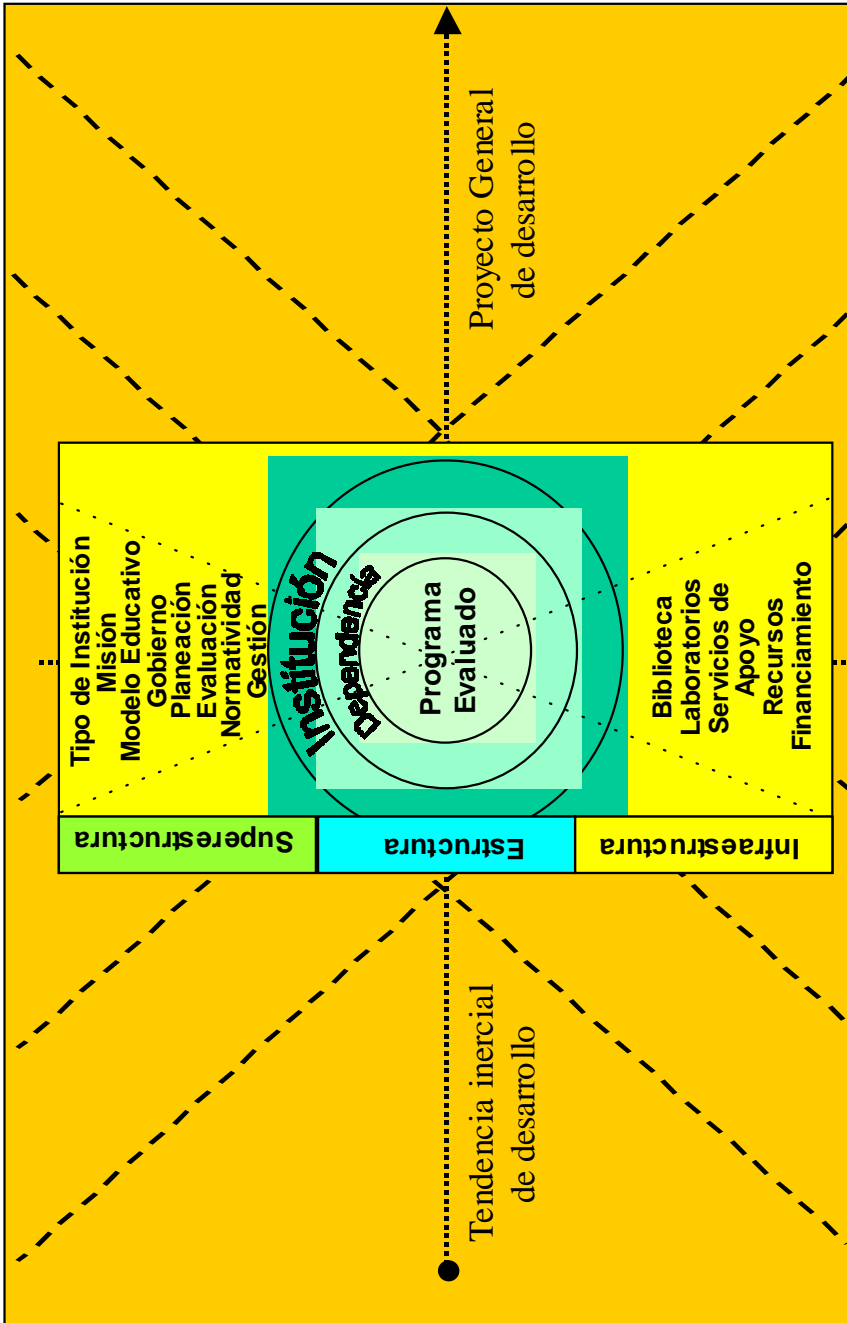 Proyecto General
de desarrollo
Tipo de Institución
Misión
Modelo Educativo
Gobierno
Planeación
Evaluación
Normatividad
Gestión
Institución
Dependencia
Programa
Evaluado
Biblioteca
Laboratorios
Servicios de
Apoyo
Recursos
Financiamiento
Superestructura
Estructura
Infraestructura
Tendencia inercial
de desarrollo